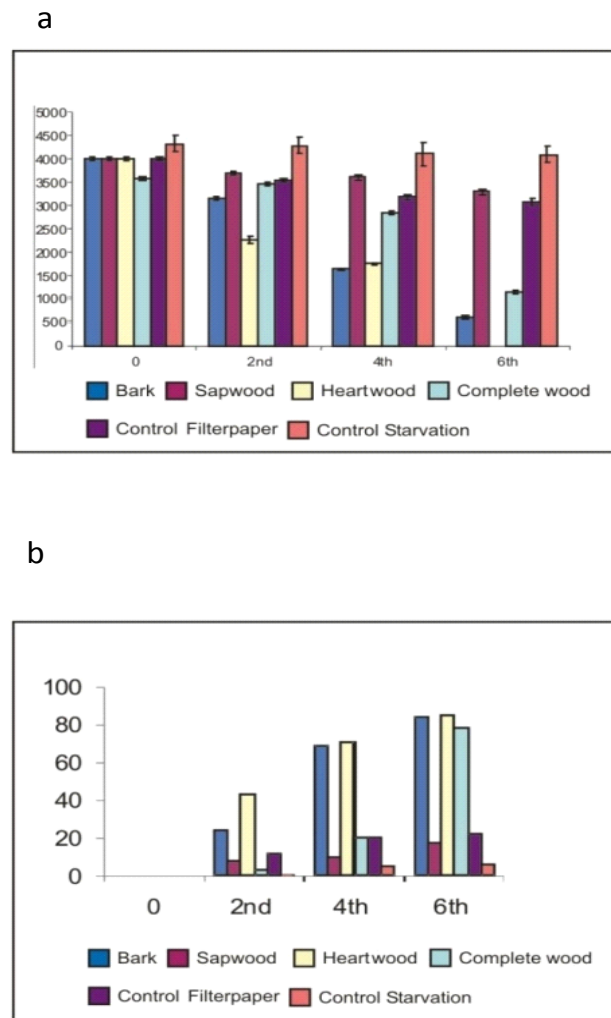 a
5000
4500
4000
3500
3000
2500
2000
1500
1000
500
0
0 2nd 4th 6th
Bark Sapwood Heartwood Complete wood
Control Filterpaper Control Starvation
b
100
80
60
40
20
0
0 2nd 4th 6th
Bark Sapwood Heartwood Complete wood
Control Filterpaper Control Starvation